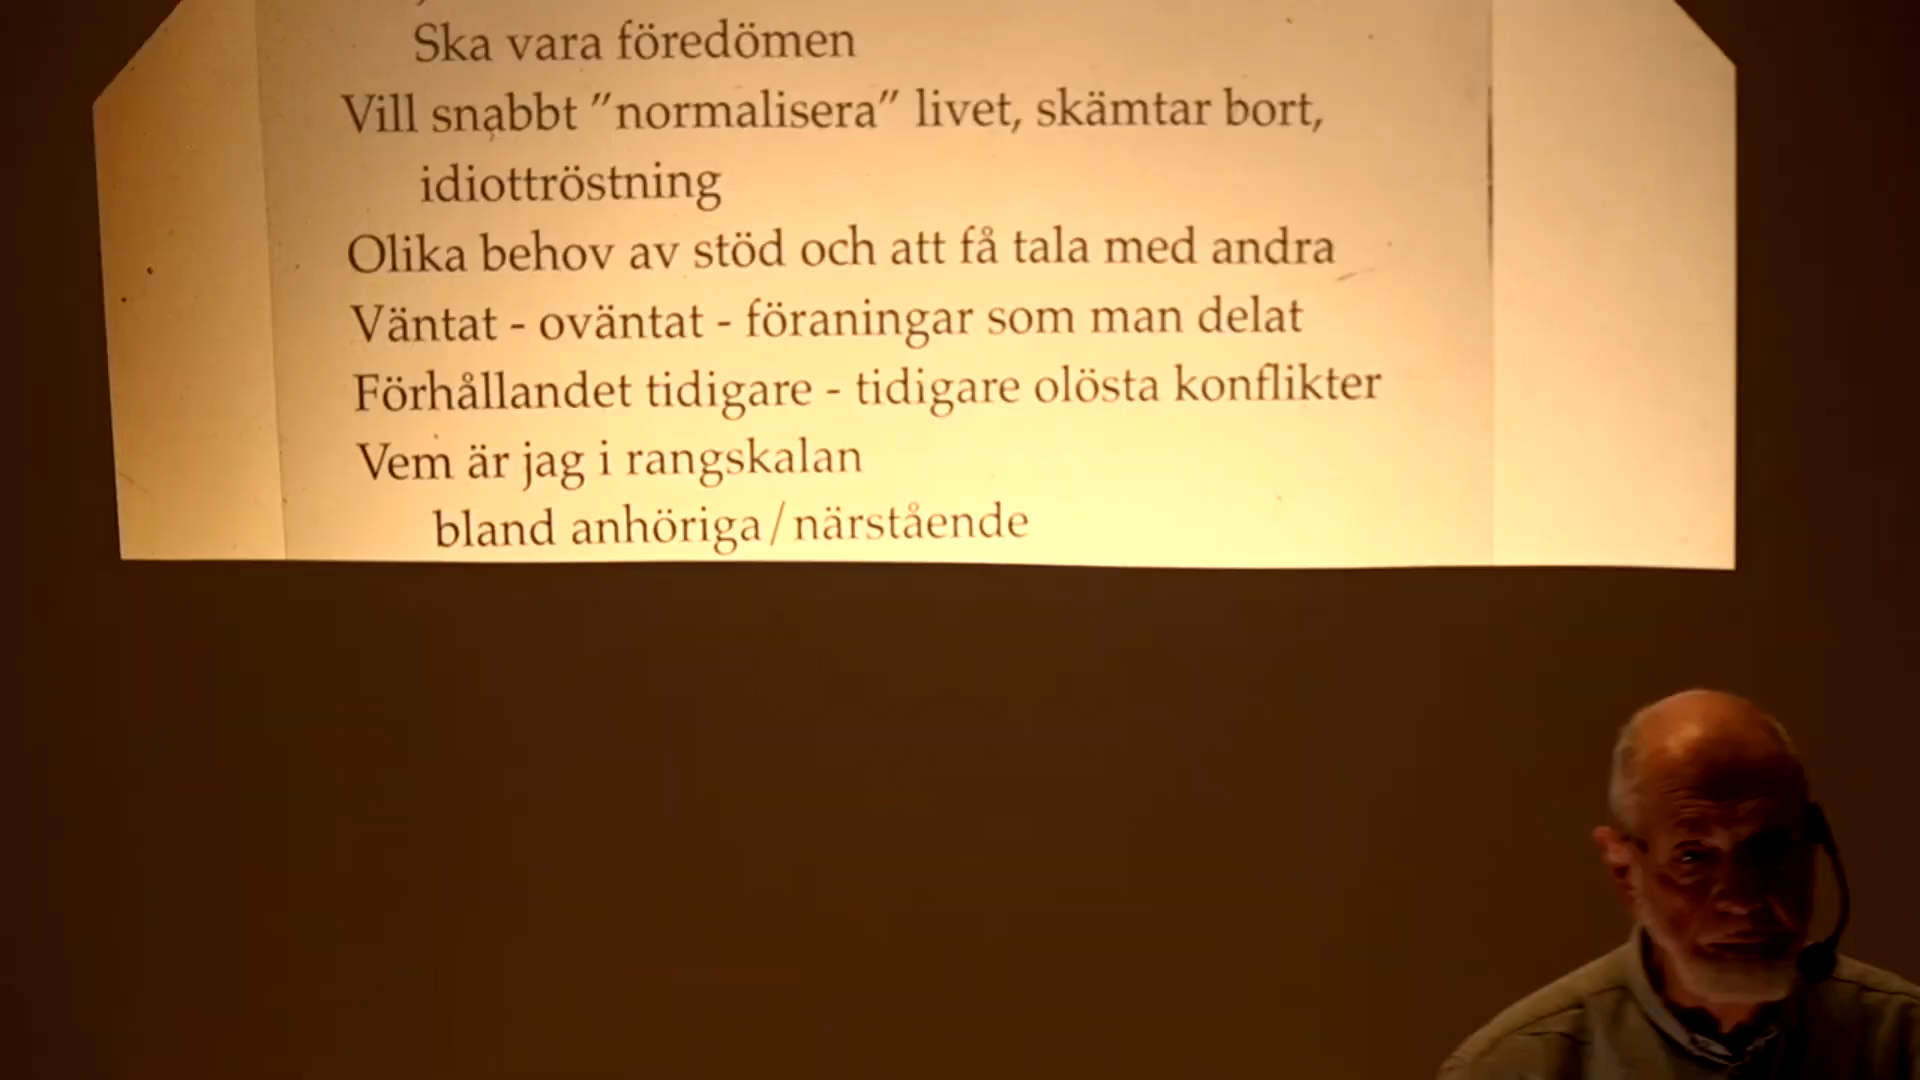 Ska vara föredömen
Vill snabbt "normalisera" livet, skämtar bort,
idiottröstning
Olika behov av stöd och att få tala med andra
Väntat - oväntat - föraningar som man delat
Förhållandet tidigare - tidigare olösta konflikter
Vem är jag i rangskalan
bland anhöriga/närstående